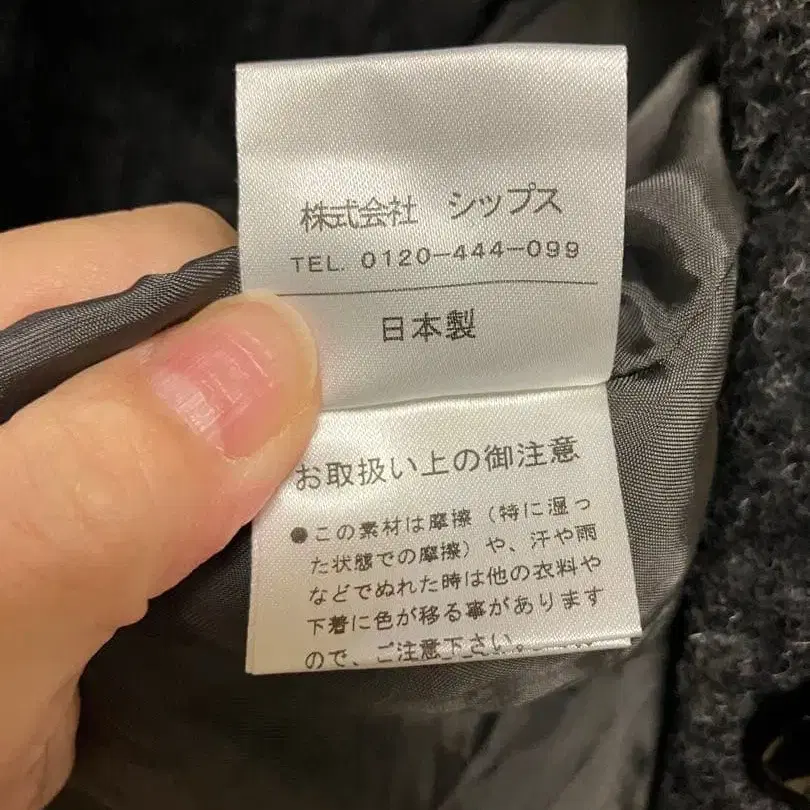 株式会社　シップス
TEL. 0120-444-099
日本製
お取扱い上の御注意
●この素材は摩擦（特に湿っ
た状態での摩擦）や、汗や雨
などでぬれた時は他の衣料や
下着に色が移る事があります
ので、ご注意下さい。